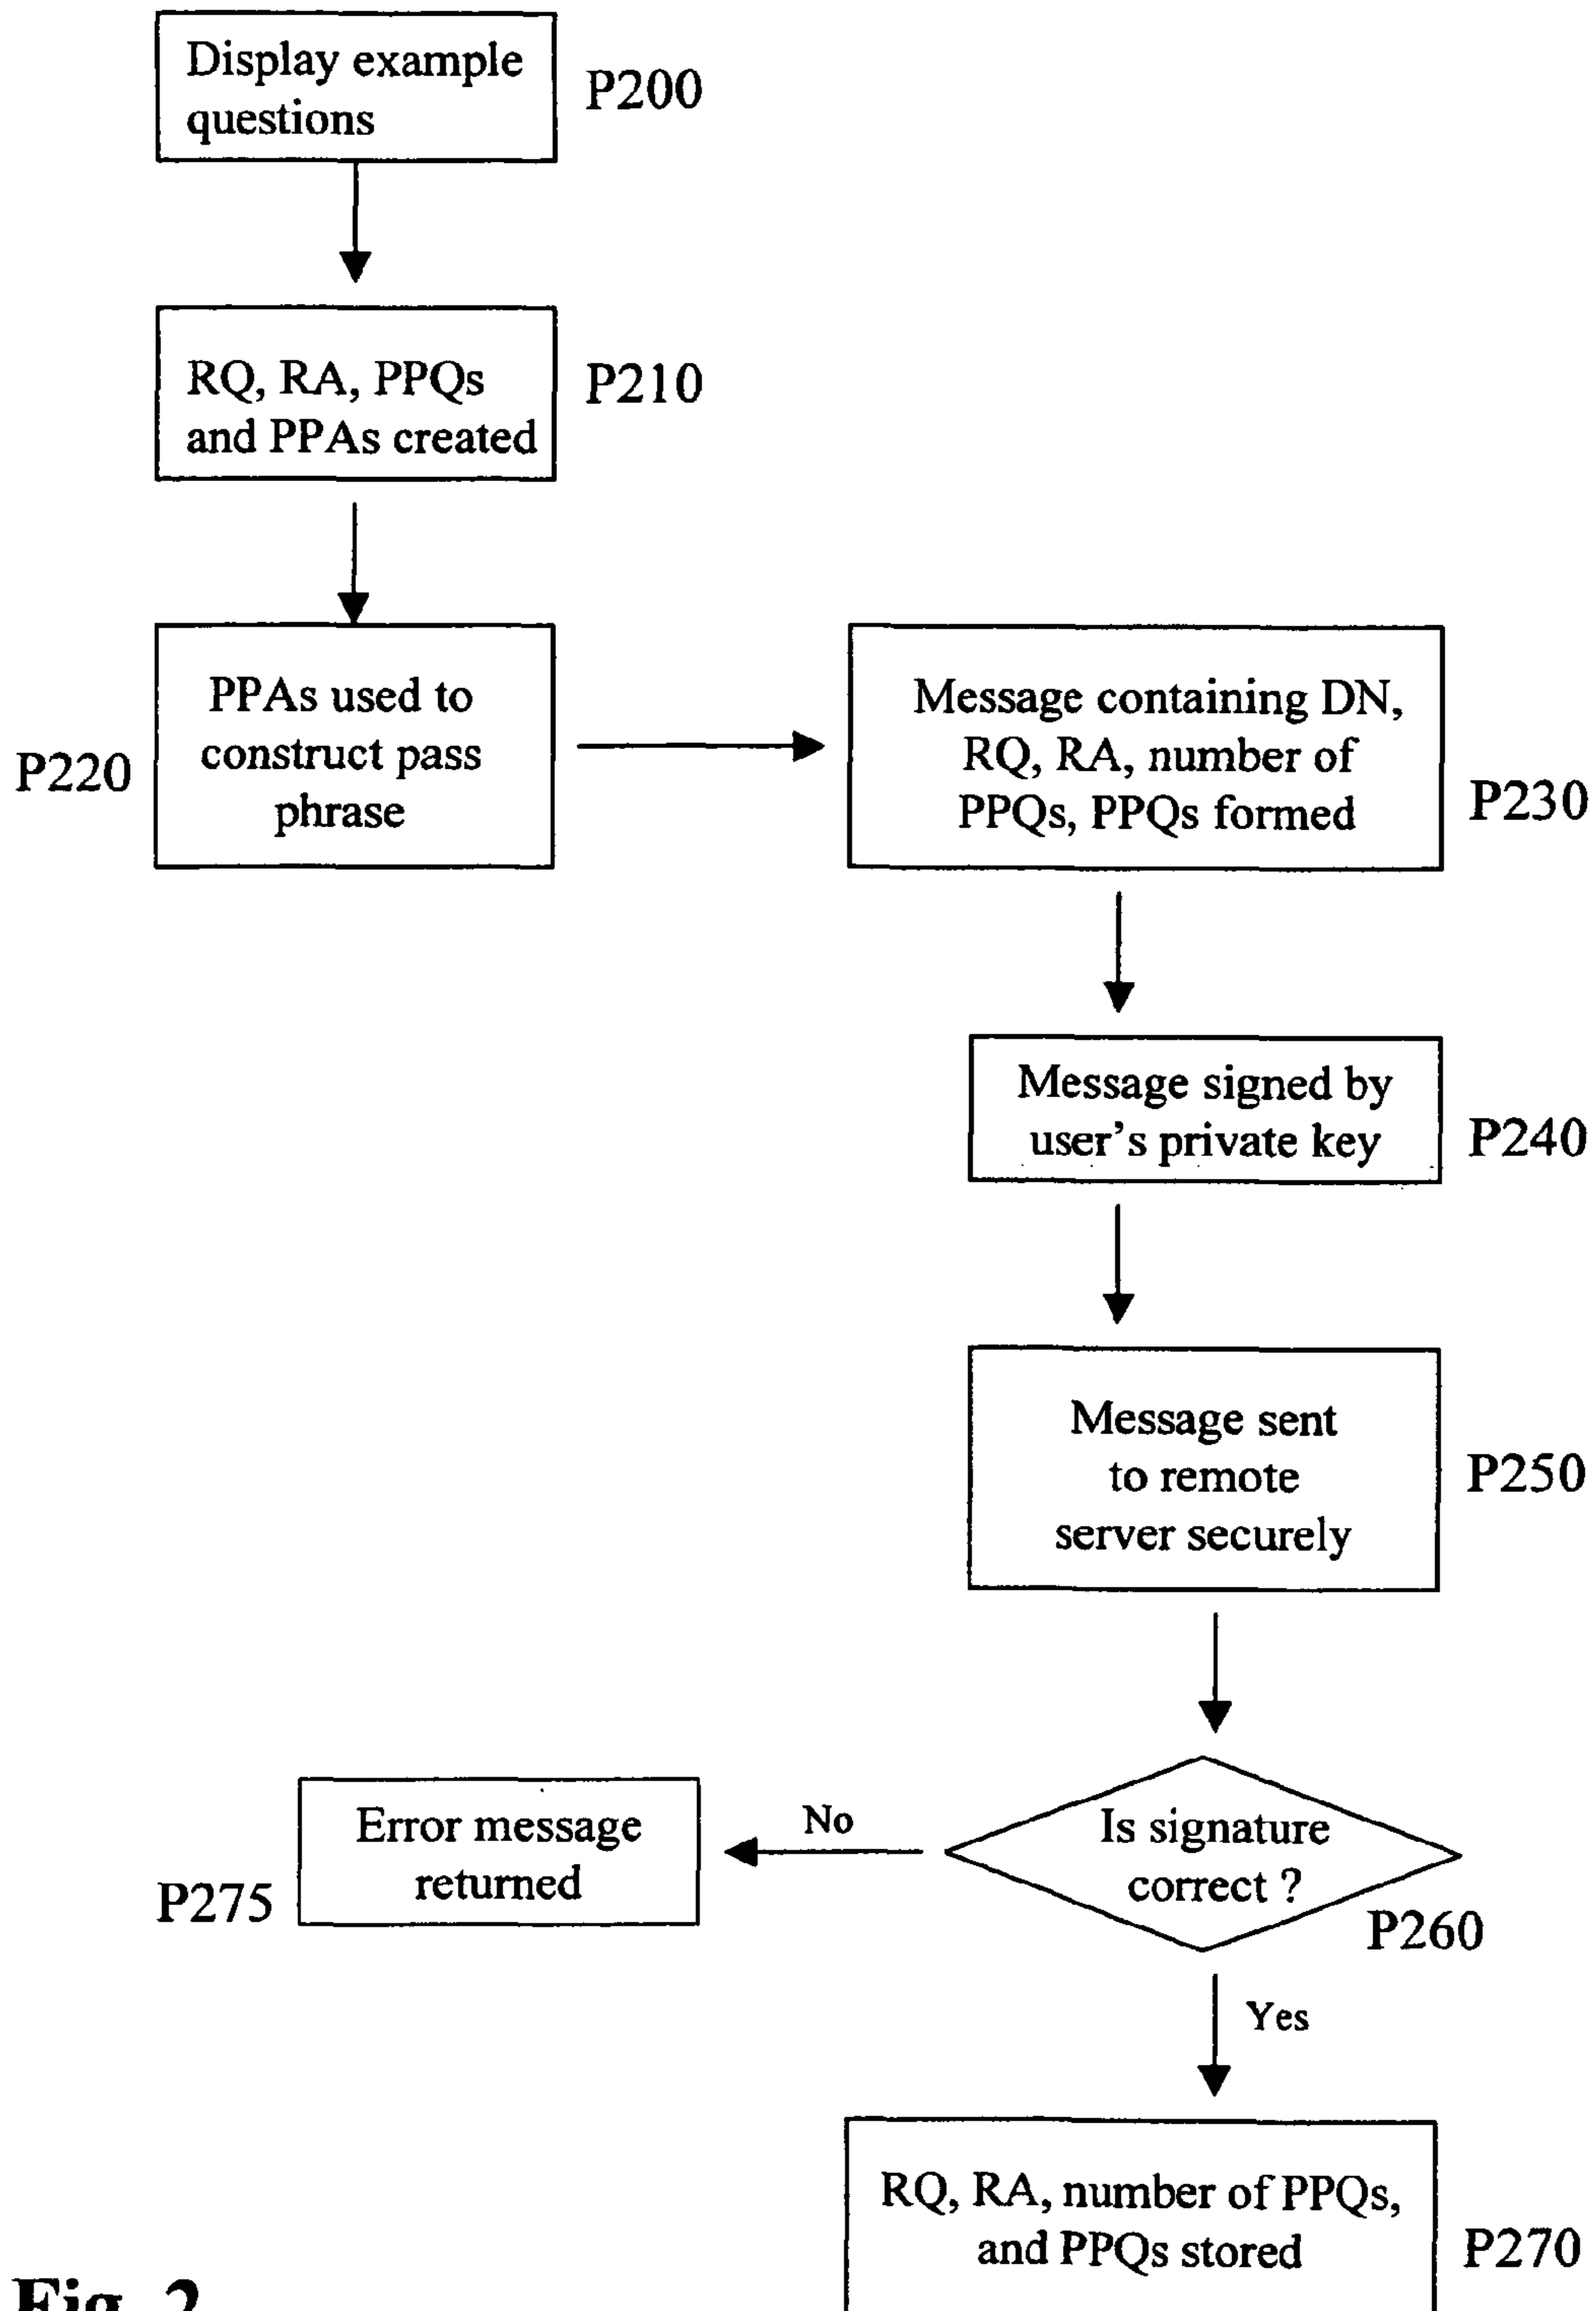 Display example
questions
P200
RQ, RA, PPQs
and PPAs created
P210
PPAs used to
construct pass
phrase
P220
Message containing DN,
RQ, RA, number of
PPQs, PPQs formed
P230
Message signed by
user's private key
P240
Message sent
to remote
server securely
P250
Is signature
correct ?
P260
No
Error message
returned
P275
Yes
RQ, RA, number of PPQs,
and PPQs stored
P270
Fig. 2